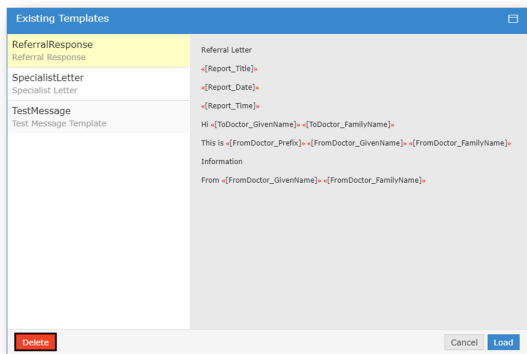 Existing Templates
ReferralResponse
Referral Response
SpecialistLetter
Specialist Letter
TestMessage
Test Message Template
Referral Letter
«[Report_Title]»
«[Report_Date]»
«[Report_Time]»
Hi «[ToDoctor_GivenName]» «[ToDoctor_FamilyName]»
This is «[FromDoctor_Prefix]» «[FromDoctor_GivenName]» «[FromDoctor_FamilyName]»
Information
From «[FromDoctor_GivenName]» «[FromDoctor_FamilyName]»
Delete
Cancel
Load